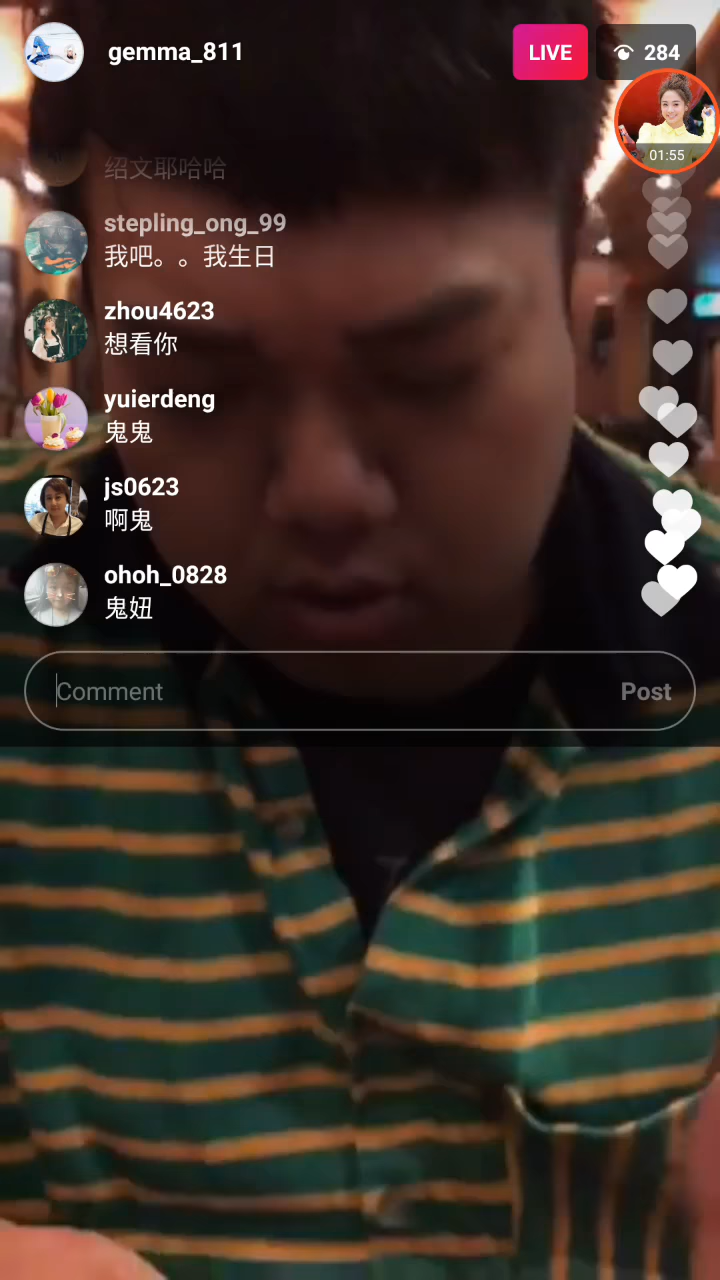 gemma_811
LIVE
284
01:55
绍文耶哈哈
stepling_ong_99
我吧。。我生日
zhou4623
想看你
yuierdeng
鬼鬼
js0623
啊鬼
ohoh_0828
鬼妞
Comment
Post